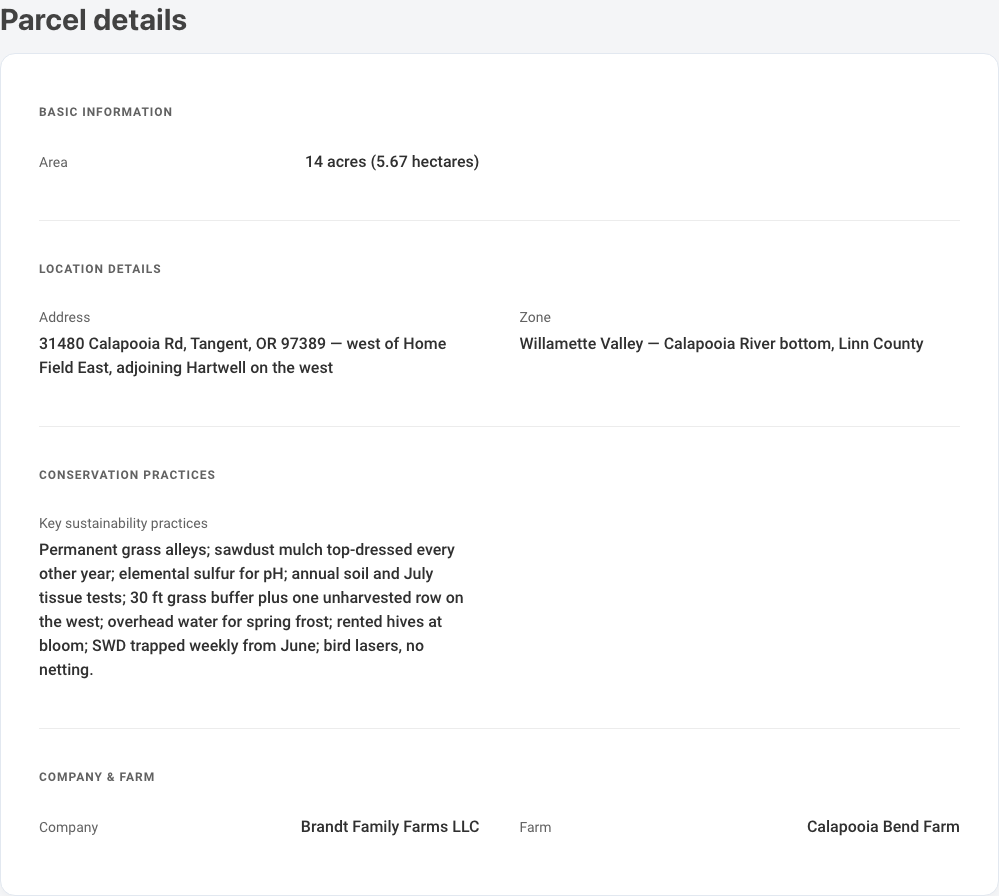 Parcel details
BASIC INFORMATION
Area
14 acres (5.67 hectares)
LOCATION DETAILS
Address
31480 Calapooia Rd, Tangent, OR 97389 — west of Home
Field East, adjoining Hartwell on the west
Zone
Willamette Valley — Calapooia River bottom, Linn County
CONSERVATION PRACTICES
Key sustainability practices
Permanent grass alleys; sawdust mulch top-dressed every
other year; elemental sulfur for pH; annual soil and July
tissue tests; 30 ft grass buffer plus one unharvested row on
the west; overhead water for spring frost; rented hives at
bloom; SWD trapped weekly from June; bird lasers, no
netting.
COMPANY & FARM
Company
Brandt Family Farms LLC
Farm
Calapooia Bend Farm